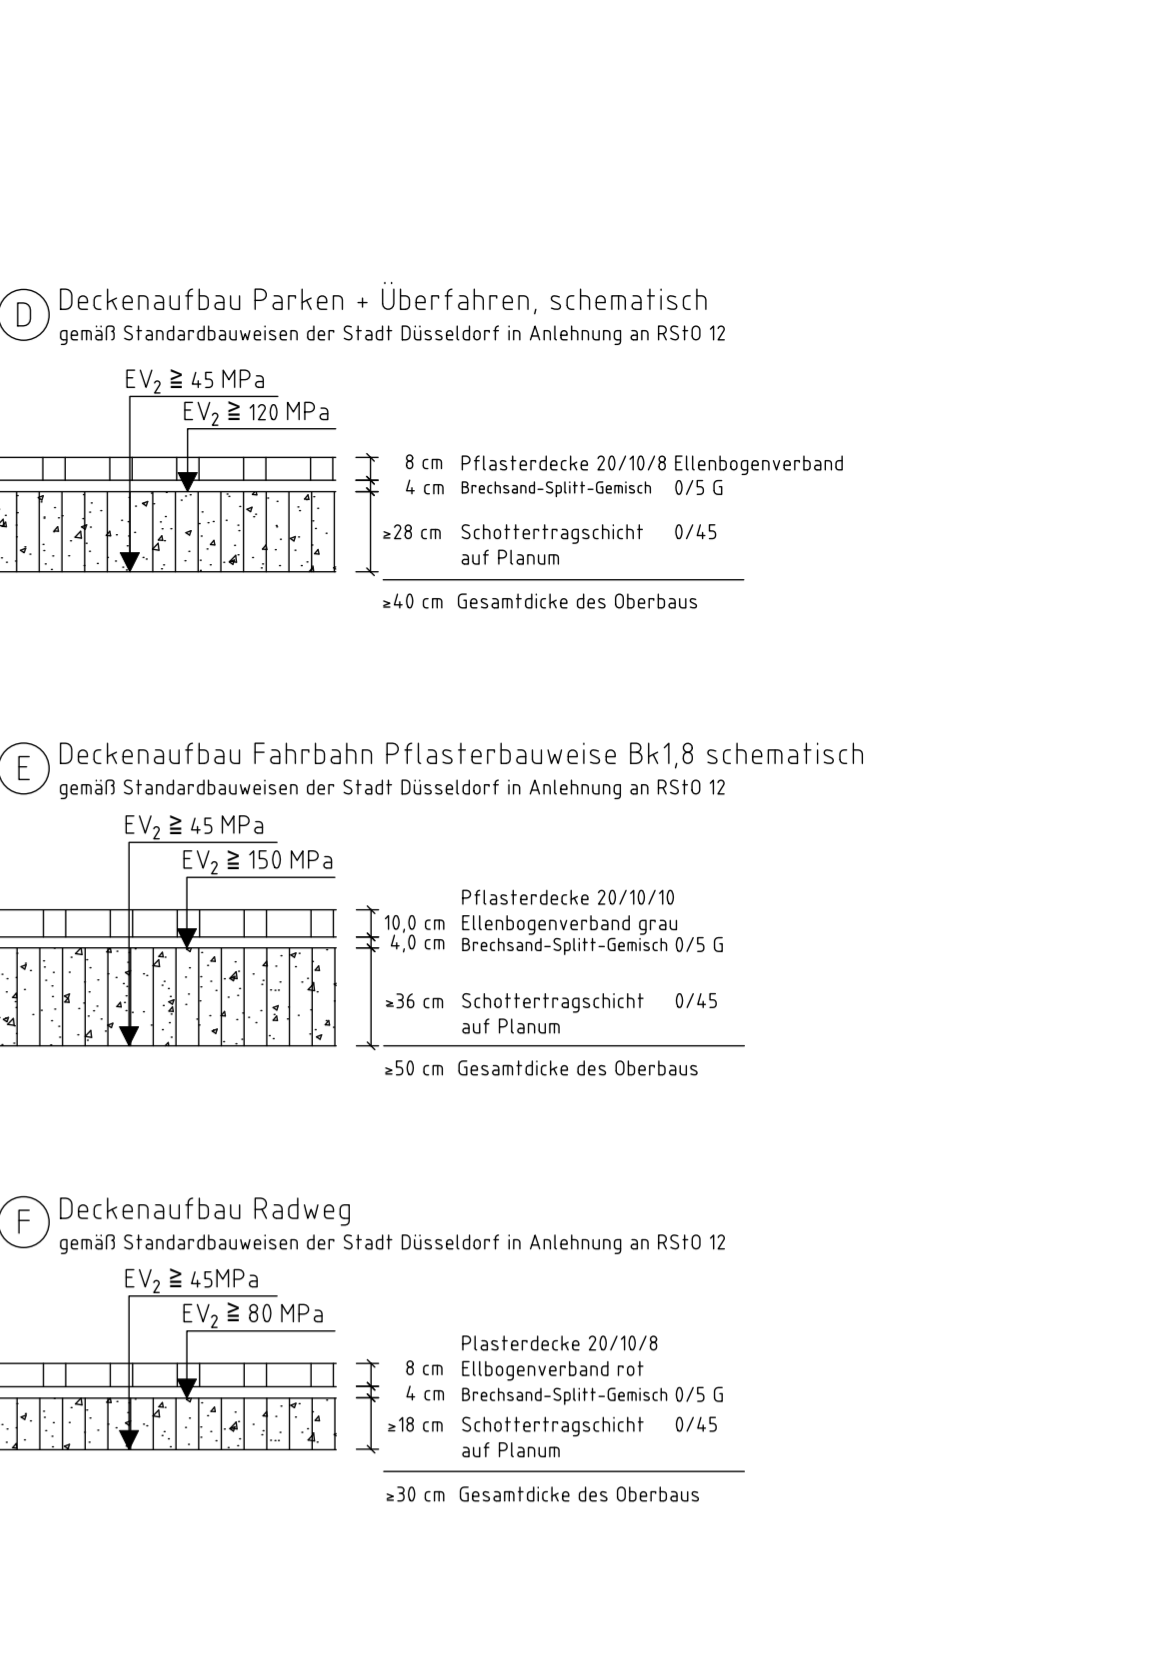 D
Deckenaufbau Parken + Überfahren, schematisch
gemäß Standardbauweisen der Stadt Düsseldorf in Anlehnung an RStO 12
EV2 ≧ 45 MPa
EV2 ≧ 120 MPa
8 cm Pflasterdecke 20/10/8 Ellenbogenverband
4 cm Brechsand-Splitt-Gemisch 0/5 G
≥28 cm Schottertragschicht 0/45
auf Planum
≥40 cm Gesamtdicke des Oberbaus
E
Deckenaufbau Fahrbahn Pflasterbauweise Bk1,8 schematisch
gemäß Standardbauweisen der Stadt Düsseldorf in Anlehnung an RStO 12
EV2 ≧ 45 MPa
EV2 ≧ 150 MPa
Pflasterdecke 20/10/10
10,0 cm Ellenbogenverband grau
4,0 cm Brechsand-Splitt-Gemisch 0/5 G
≥36 cm Schottertragschicht 0/45
auf Planum
≥50 cm Gesamtdicke des Oberbaus
F
Deckenaufbau Radweg
gemäß Standardbauweisen der Stadt Düsseldorf in Anlehnung an RStO 12
EV2 ≧ 45MPa
EV2 ≧ 80 MPa
Plasterdecke 20/10/8
8 cm Ellbogenverband rot
4 cm Brechsand-Splitt-Gemisch 0/5 G
≥18 cm Schottertragschicht 0/45
auf Planum
≥30 cm Gesamtdicke des Oberbaus